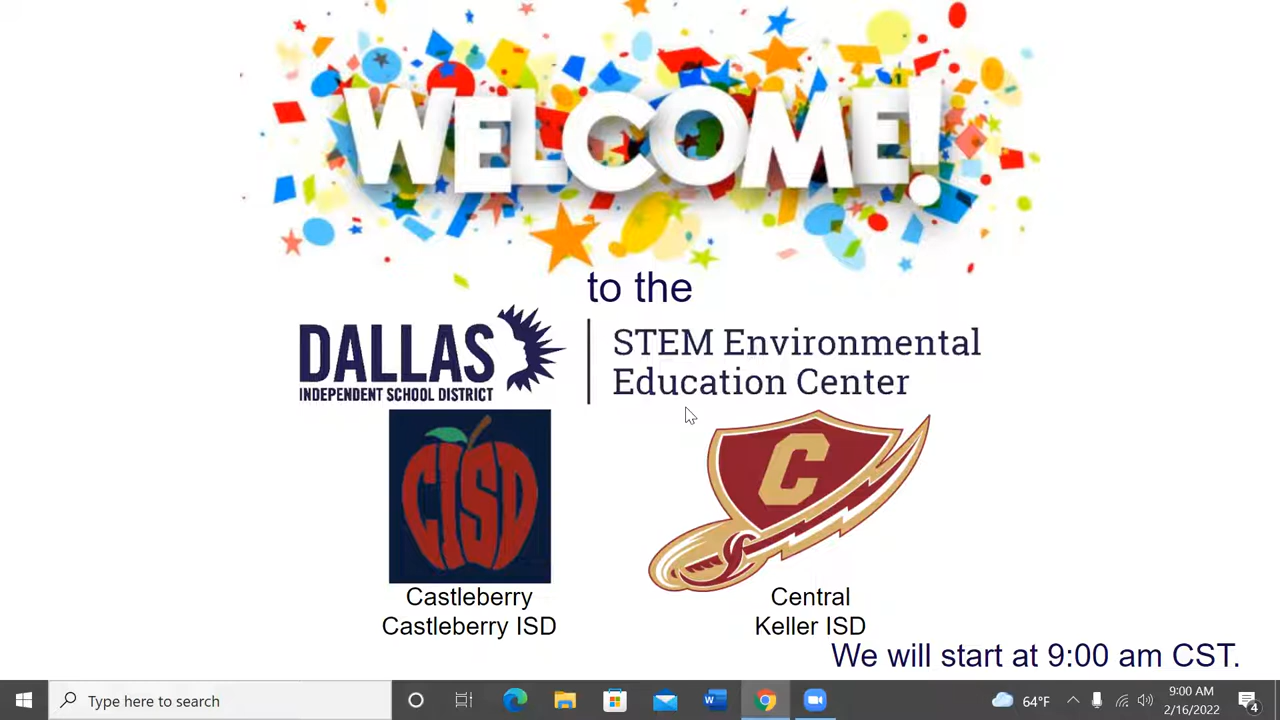 WELCOME!
to the
DALLAS
INDEPENDENT SCHOOL DISTRICT
STEM Environmental
Education Center
CISD
C
Castleberry
Castleberry ISD
Central
Keller ISD
We will start at 9:00 am CST.
Type here to search
64°F
9:00 AM
2/16/2022
4